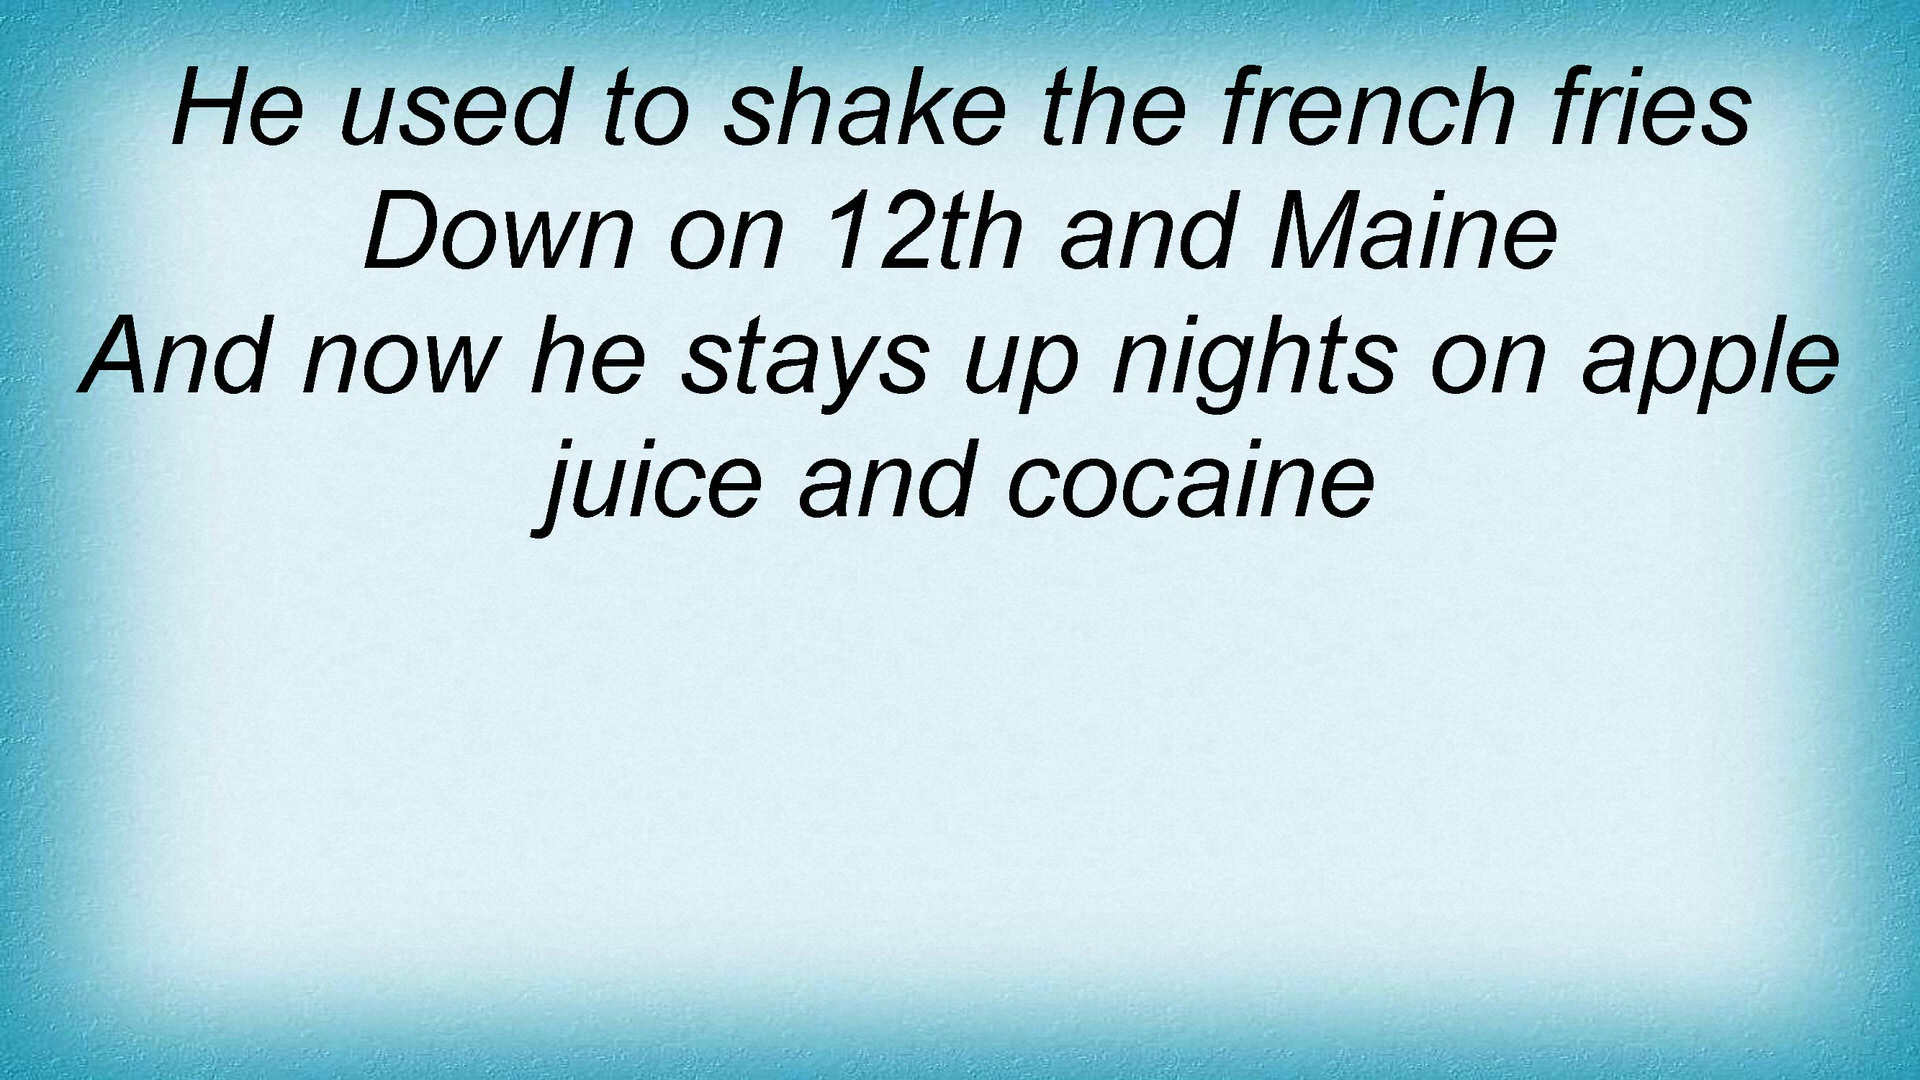 He used to shake the french fries
Down on 12th and Maine
And now he stays up nights on apple
juice and cocaine